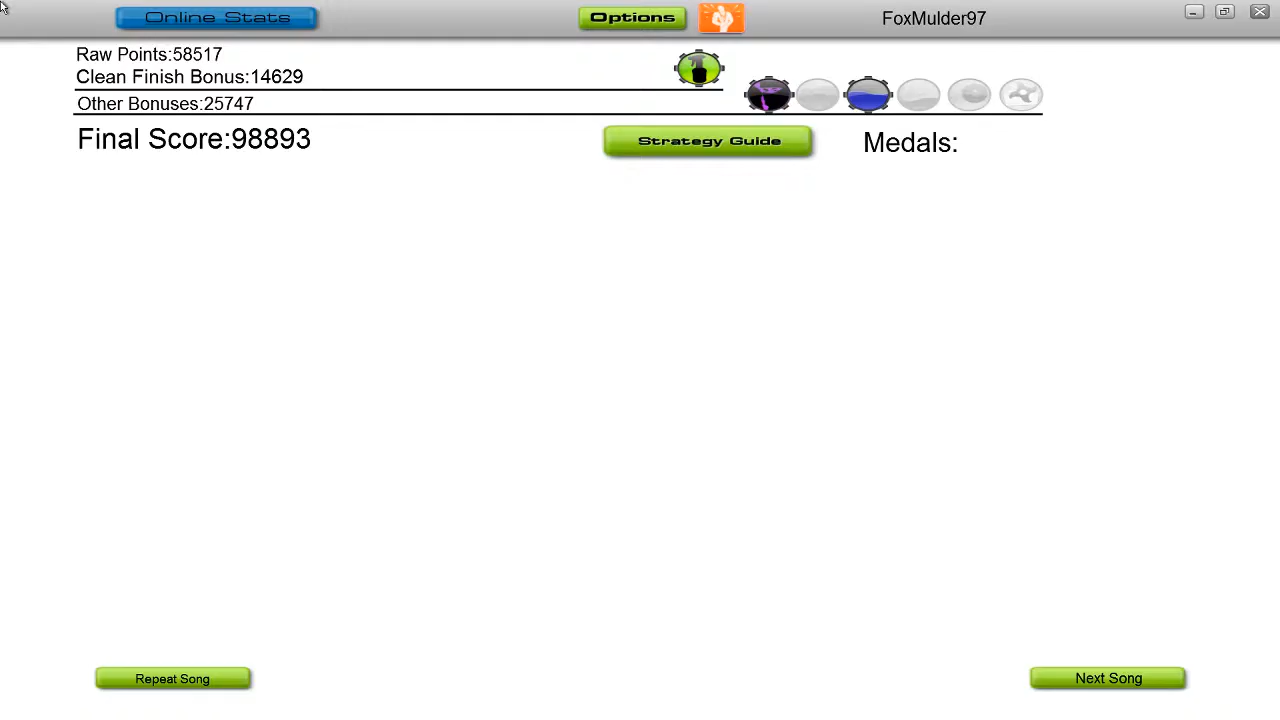 Online Stats
Options
FoxMulder97
Raw Points:58517
Clean Finish Bonus:14629
Other Bonuses:25747
Final Score:98893
Strategy Guide
Medals:
Repeat Song
Next Song